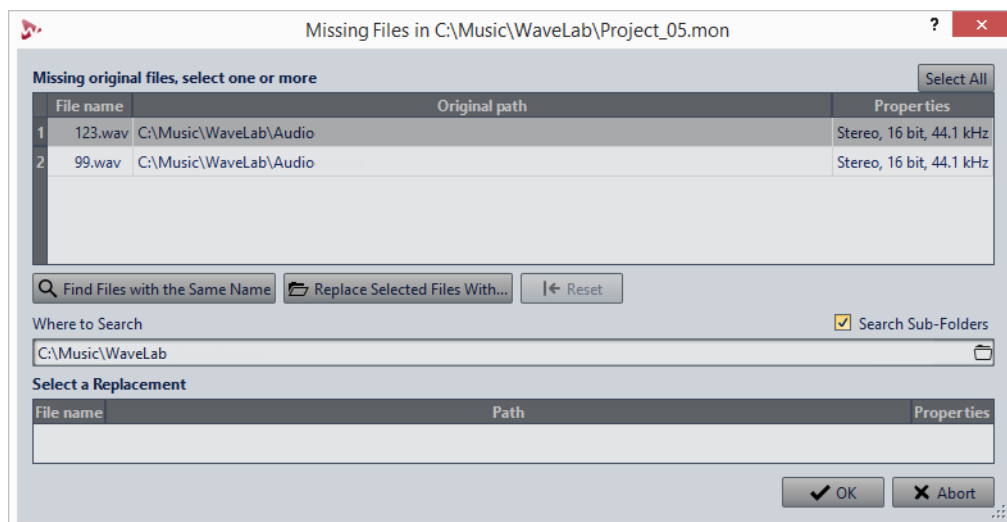 Missing Files in C:\Music\WaveLab\Project_05.mon
?
Missing original files, select one or more
Select All
File name Original path Properties
1 123.wav C:\Music\WaveLab\Audio Stereo, 16 bit, 44.1 kHz
2 99.wav C:\Music\WaveLab\Audio Stereo, 16 bit, 44.1 kHz
Find Files with the Same Name Replace Selected Files With... Reset
Where to Search Search Sub-Folders
C:\Music\WaveLab
Select a Replacement
File name Path Properties
OK Abort